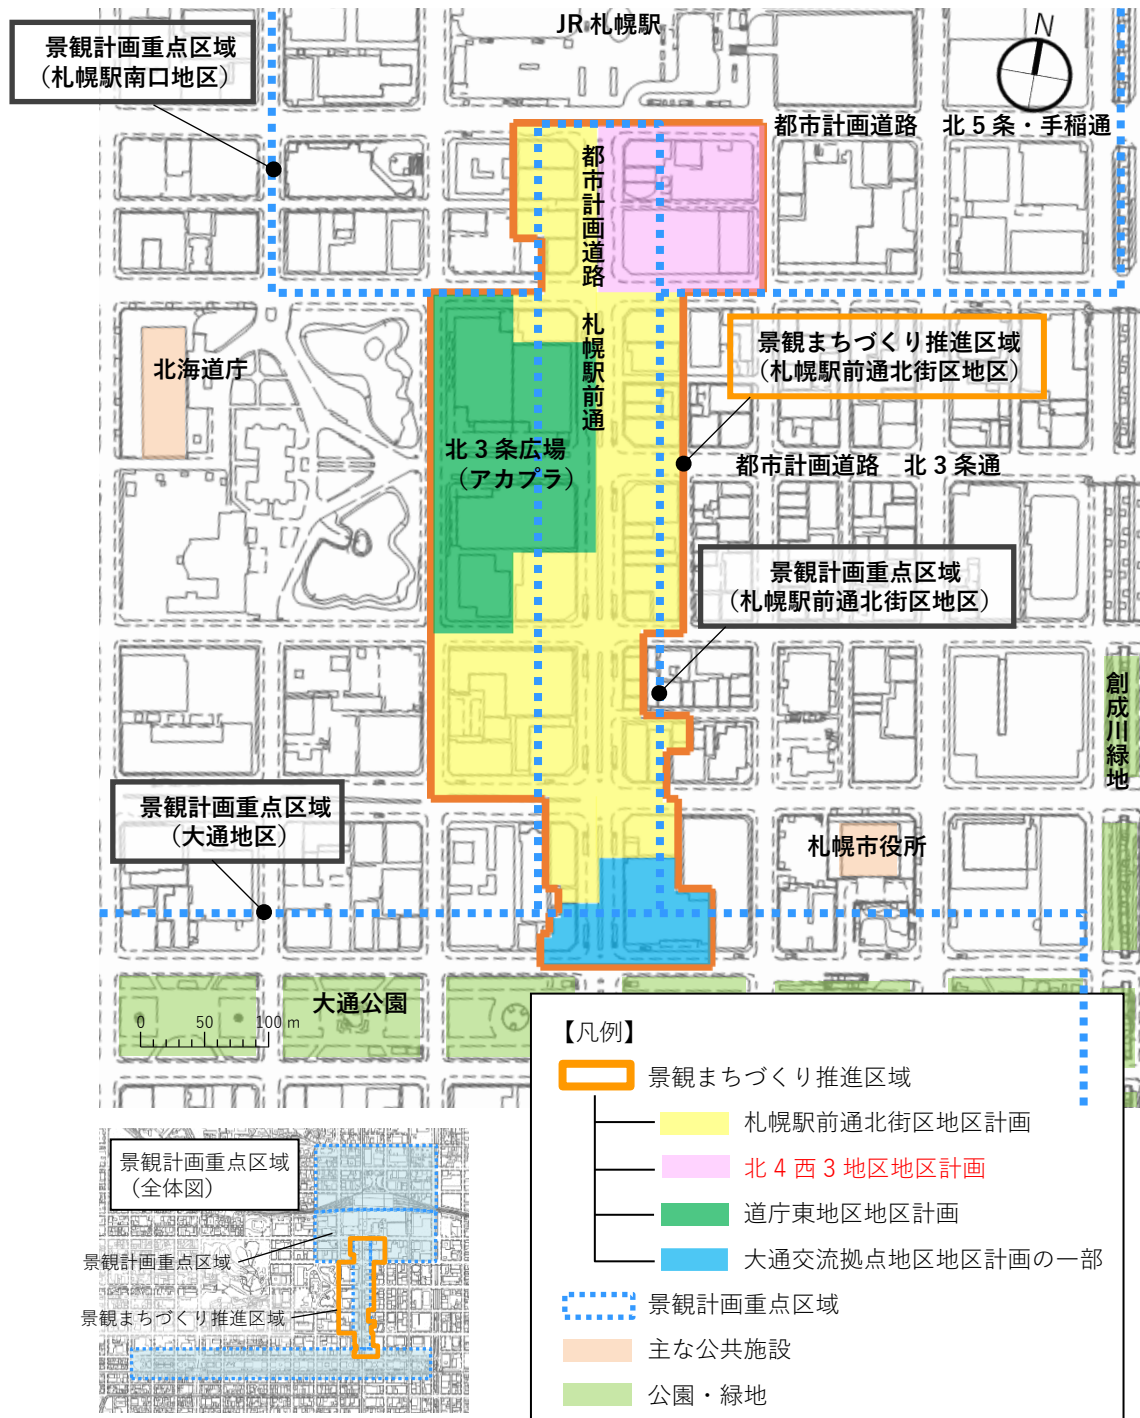 JR 札幌駅
景観計画重点区域
（札幌駅南口地区）
N
都市計画道路　北 5 条・手稲通
都市計画道路　札幌駅前通
景観まちづくり推進区域
（札幌駅前通北街区地区）
北海道庁
北 3 条広場
（アカプラ）
都市計画道路　北 3 条通
景観計画重点区域
（札幌駅前通北街区地区）
創成川緑地
景観計画重点区域
（大通地区）
札幌市役所
大通公園
0 50 100 m
【凡例】
景観まちづくり推進区域
札幌駅前通北街区地区計画
北 4 西 3 地区地区計画
道庁東地区地区計画
大通交流拠点地区地区計画の一部
景観計画重点区域
主な公共施設
公園・緑地
景観計画重点区域
（全体図）
景観計画重点区域
景観まちづくり推進区域